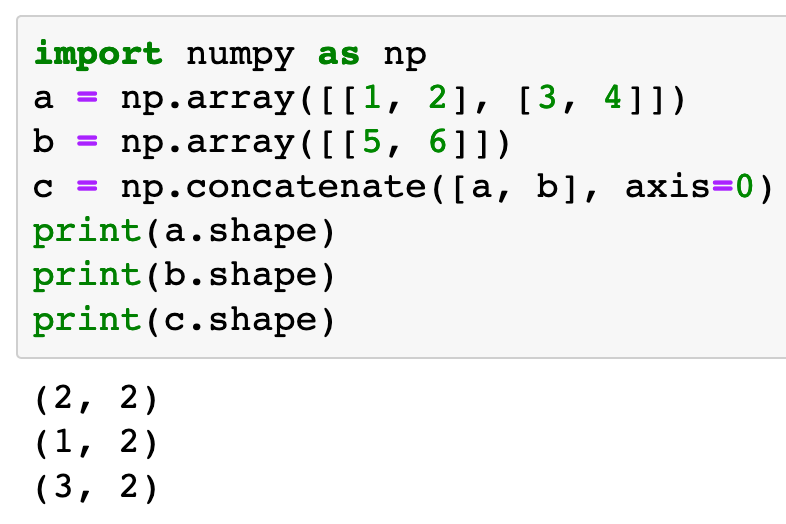 import numpy as np
a = np.array([[1, 2], [3, 4]])
b = np.array([[5, 6]])
c = np.concatenate([a, b], axis=0)
print(a.shape)
print(b.shape)
print(c.shape)
(2, 2)
(1, 2)
(3, 2)